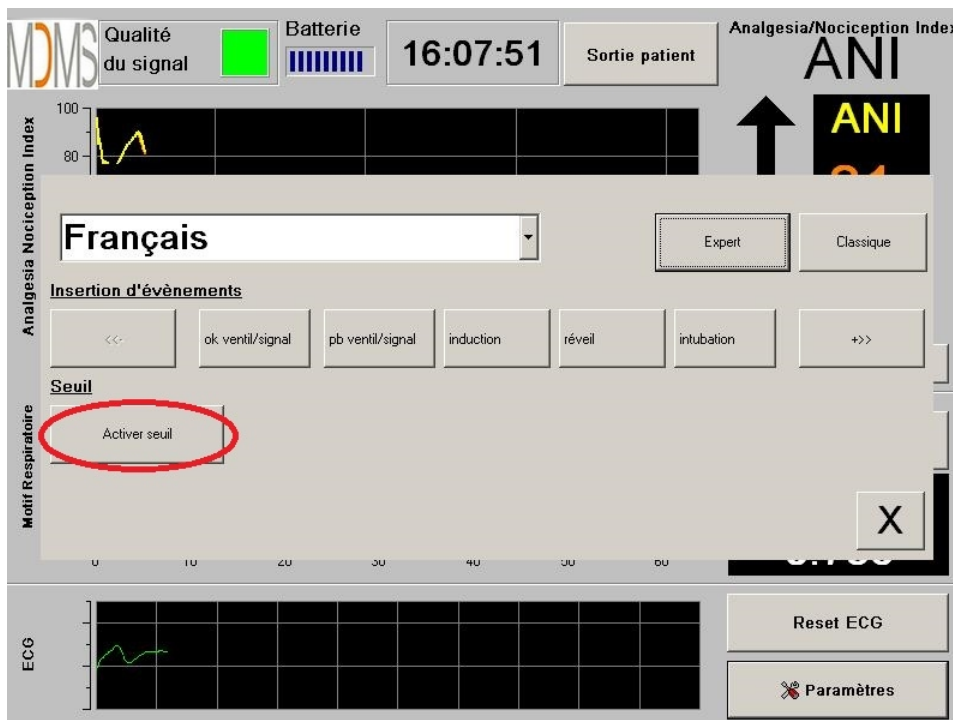 MDMS
Qualité
du signal
Batterie
16:07:51
Sortie patient
Analgesia/Nociception Index
ANI
ANI
Analgesia Nociception Index
100
80
Français
Expert
Classique
Insertion d'évènements
<<-
ok ventil/signal
pb ventil/signal
induction
réveil
intubation
+>>
Seuil
Activer seuil
Motif Respiratoire
X
0
10
20
30
40
50
60
ECG
Reset ECG
Paramètres